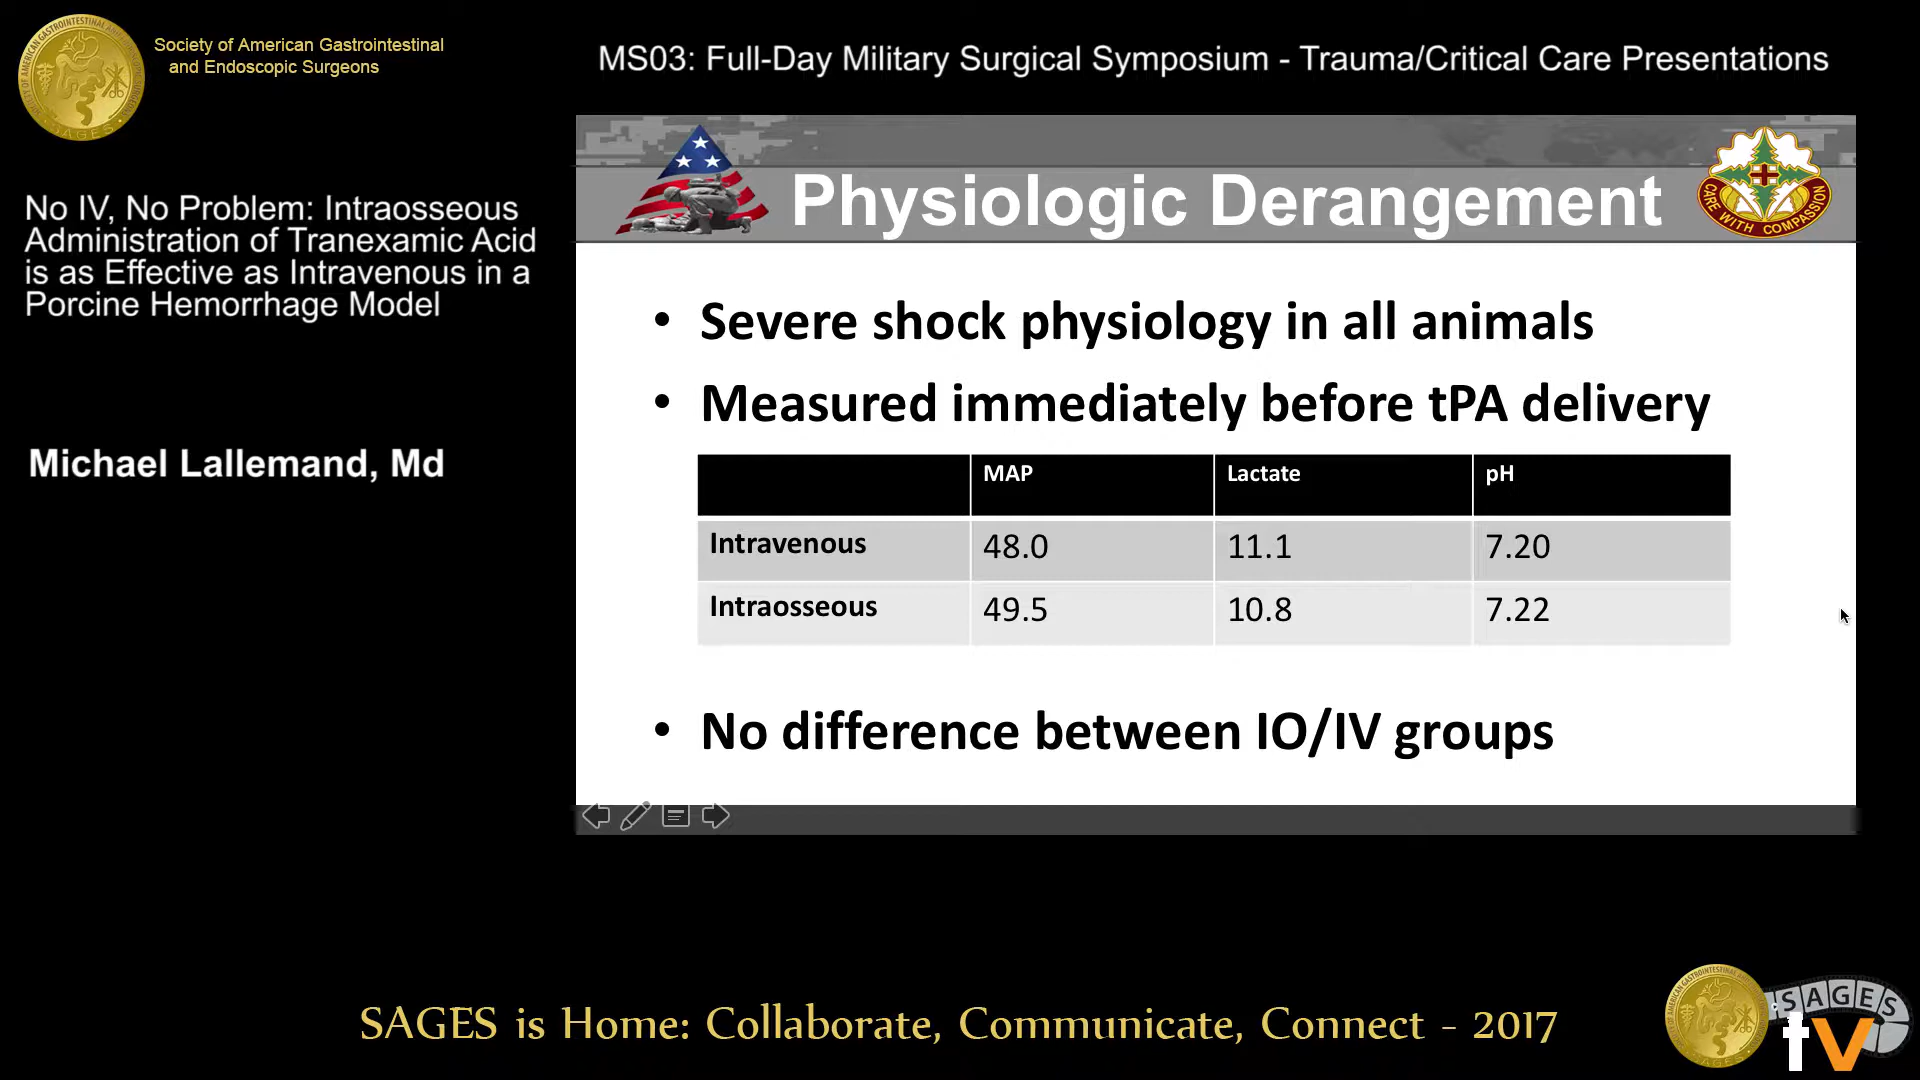 Society of American Gastrointestinal
and Endoscopic Surgeons
MS03: Full-Day Military Surgical Symposium - Trauma/Critical Care Presentations
No IV, No Problem: Intraosseous
Administration of Tranexamic Acid
is as Effective as Intravenous in a
Porcine Hemorrhage Model
Michael Lallemand, Md
Physiologic Derangement
CARE WITH COMPASSION
• Severe shock physiology in all animals
• Measured immediately before tPA delivery
MAP Lactate pH
Intravenous 48.0 11.1 7.20
Intraosseous 49.5 10.8 7.22
• No difference between IO/IV groups
SAGES is Home: Collaborate, Communicate, Connect - 2017
SAGES
tv